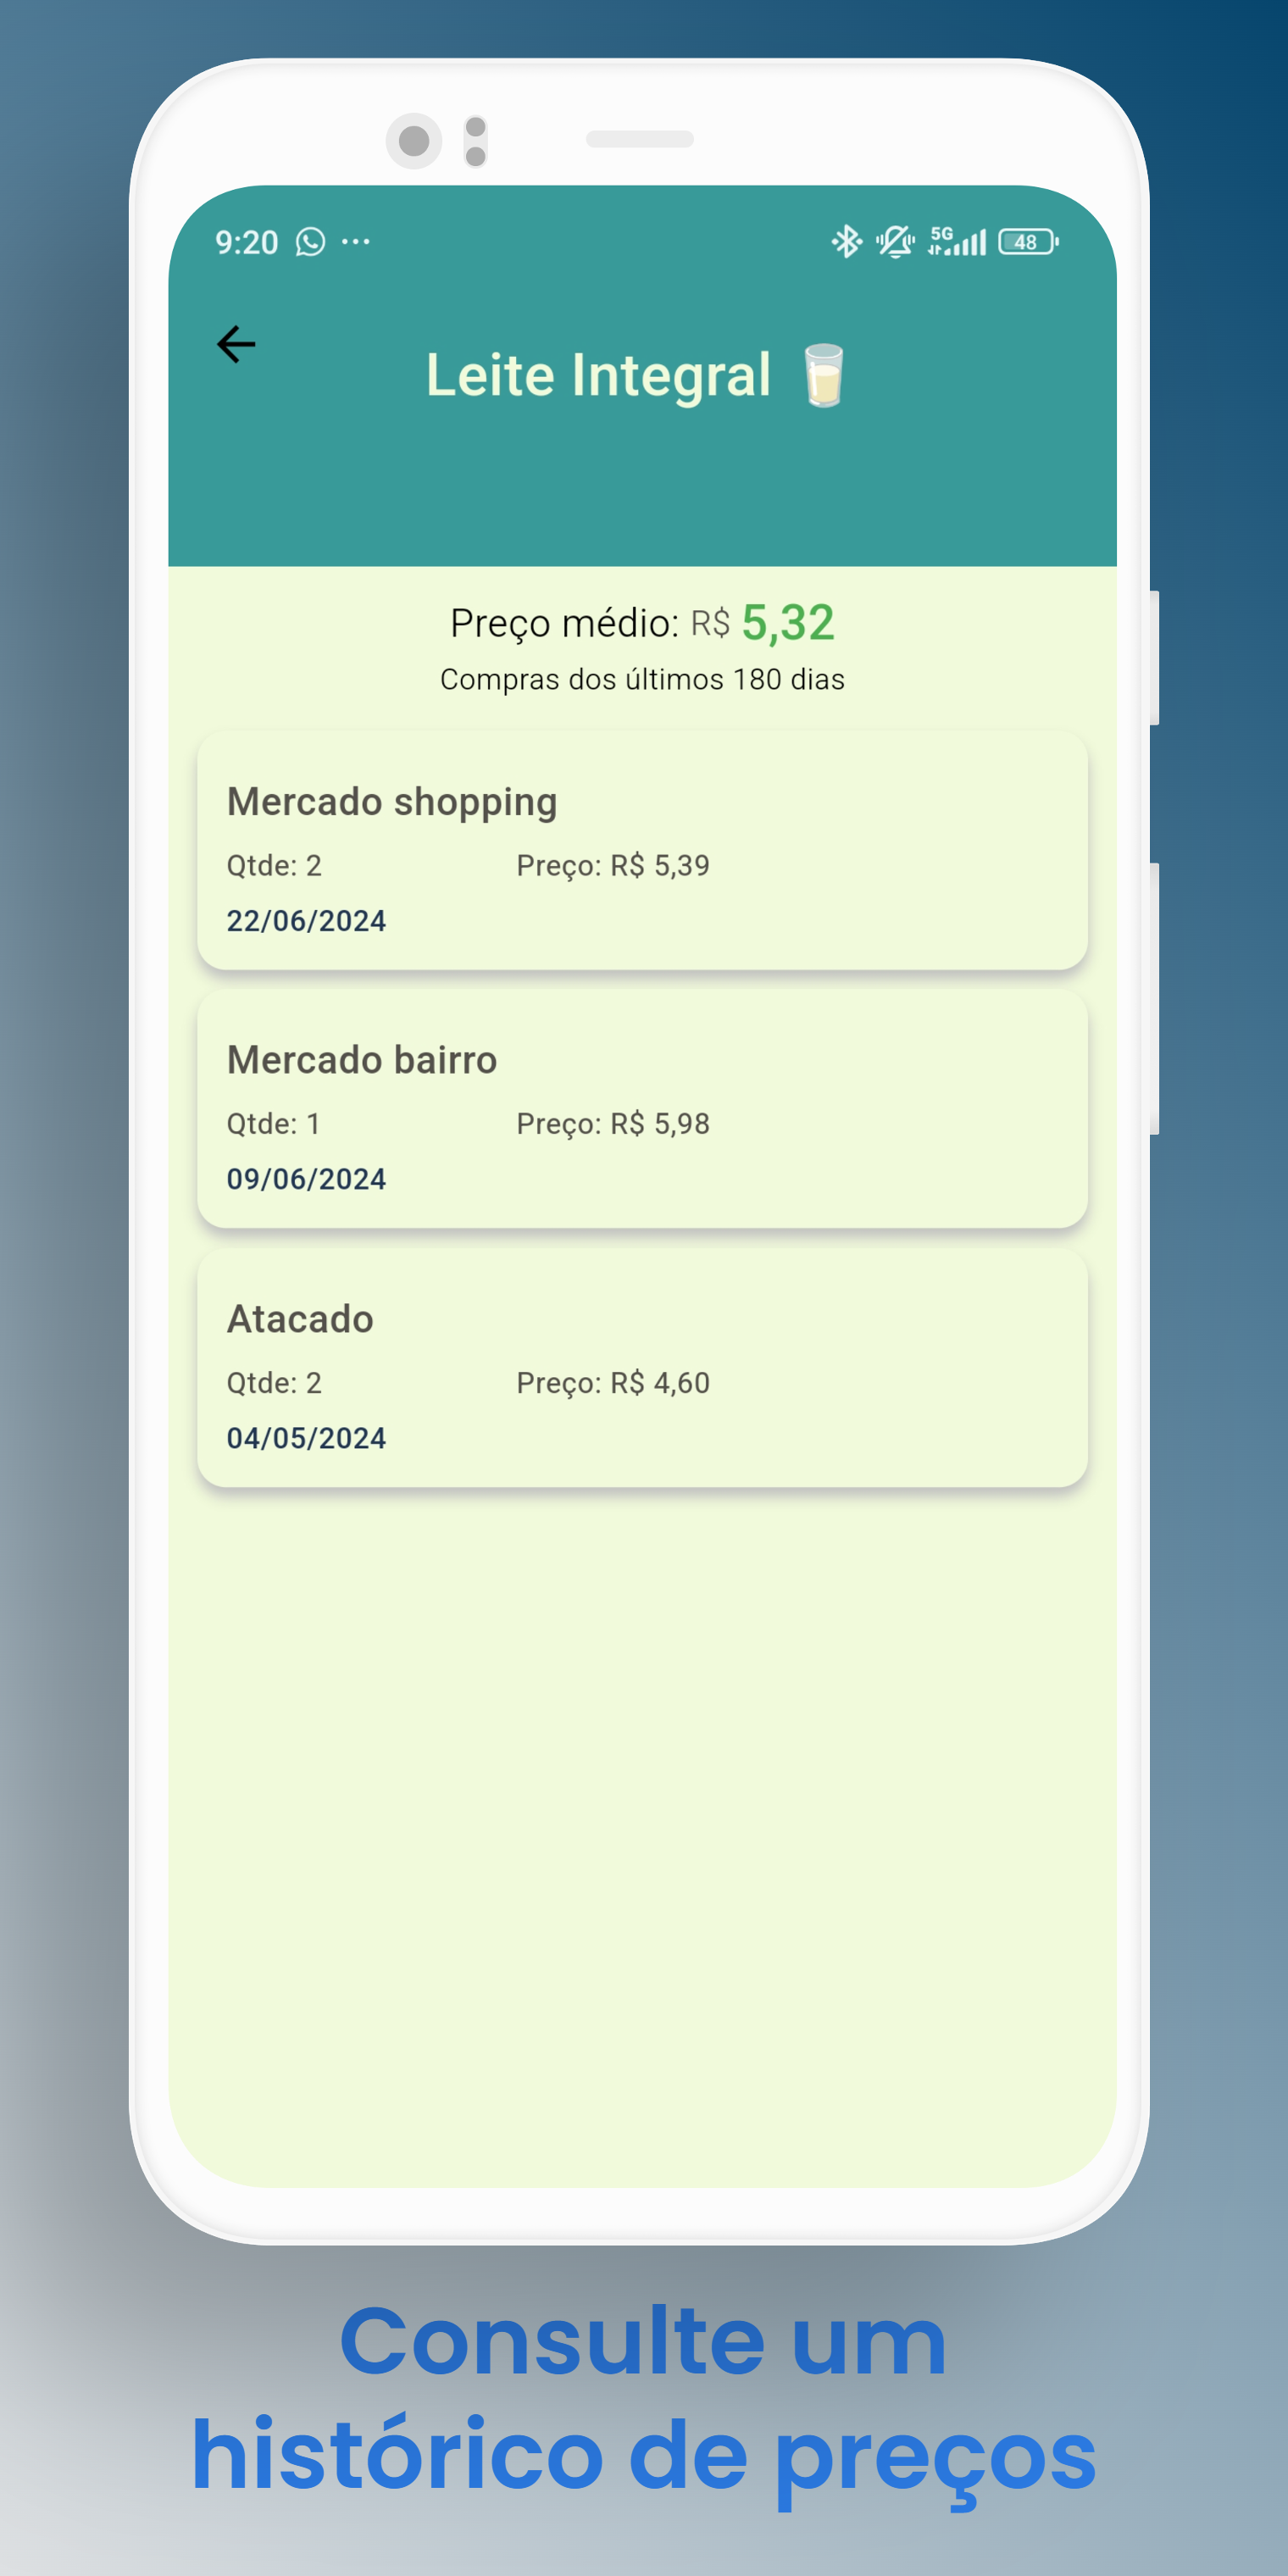 9:20 ... 5G 48
Leite Integral
Preço médio: R$ 5,32
Compras dos últimos 180 dias
Mercado shopping
Qtde: 2 Preço: R$ 5,39
22/06/2024
Mercado bairro
Qtde: 1 Preço: R$ 5,98
09/06/2024
Atacado
Qtde: 2 Preço: R$ 4,60
04/05/2024
Consulte um
histórico de preços